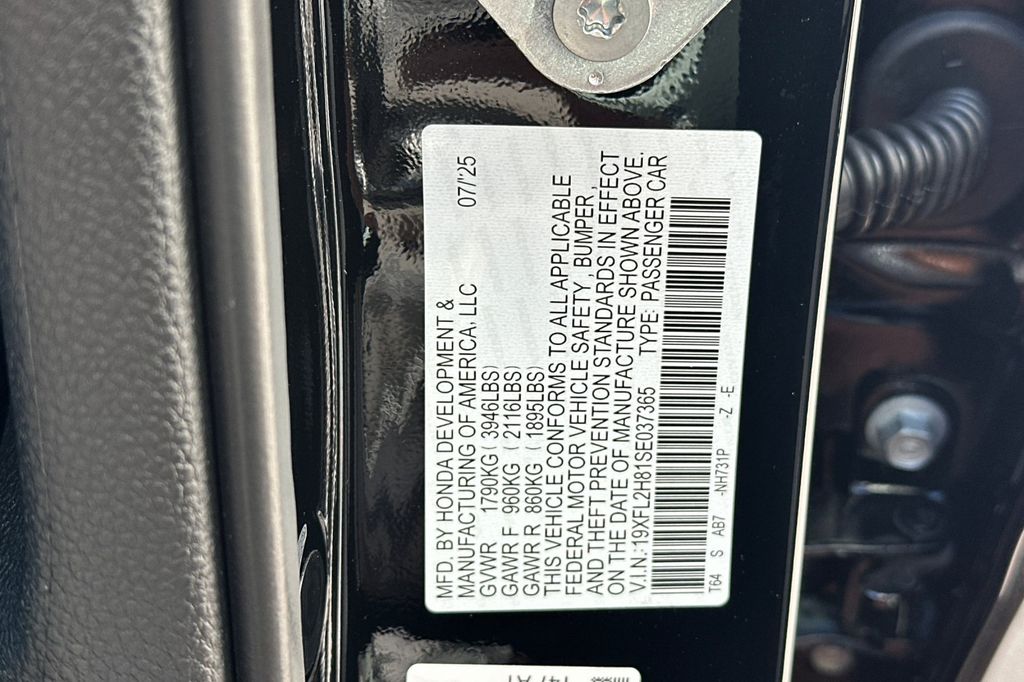 MFD. BY HONDA DEVELOPMENT &
MANUFACTURING OF AMERICA, LLC 07/'25
GVWR 1790KG ( 3946LBS)
GAWR F 960KG ( 2116LBS)
GAWR R 860KG ( 1895LBS)
THIS VEHICLE CONFORMS TO ALL APPLICABLE
FEDERAL MOTOR VEHICLE SAFETY, BUMPER,
AND THEFT PREVENTION STANDARDS IN EFFECT
ON THE DATE OF MANUFACTURE SHOWN ABOVE.
V.I.N.:19XFL2H81SE037365 TYPE: PASSENGER CAR
T64 S AB7 -NH731P -Z -E